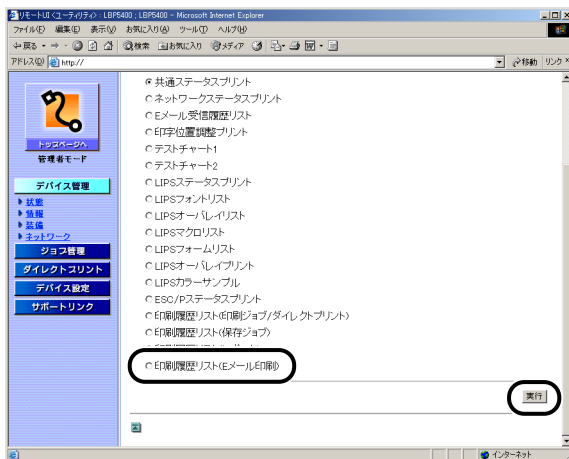 リモートUI <ユーティリティ> : LBP5400 ; LBP5400 - Microsoft Internet Explorer
ファイル(F) 編集(E) 表示(V) お気に入り(A) ツール(T) ヘルプ(H)
戻る 検索 お気に入り メディア
アドレス(D) http:// 移動 リンク
トップページへ
管理者モード
デバイス管理
状態
情報
装備
ネットワーク
ジョブ管理
ダイレクトプリント
デバイス設定
サポートリンク
共通ステータスプリント
ネットワークステータスプリント
Eメール受信履歴リスト
印字位置調整プリント
テストチャート1
テストチャート2
LIPSステータスプリント
LIPSフォントリスト
LIPSオーバレイリスト
LIPSマクロリスト
LIPSフォームリスト
LIPSオーバレイプリント
LIPSカラーサンプル
ESC/Pステータスプリント
印刷履歴リスト(印刷ジョブ/ダイレクトプリント)
印刷履歴リスト(保存ジョブ)
印刷履歴リスト(Eメール印刷)
実行
インターネット